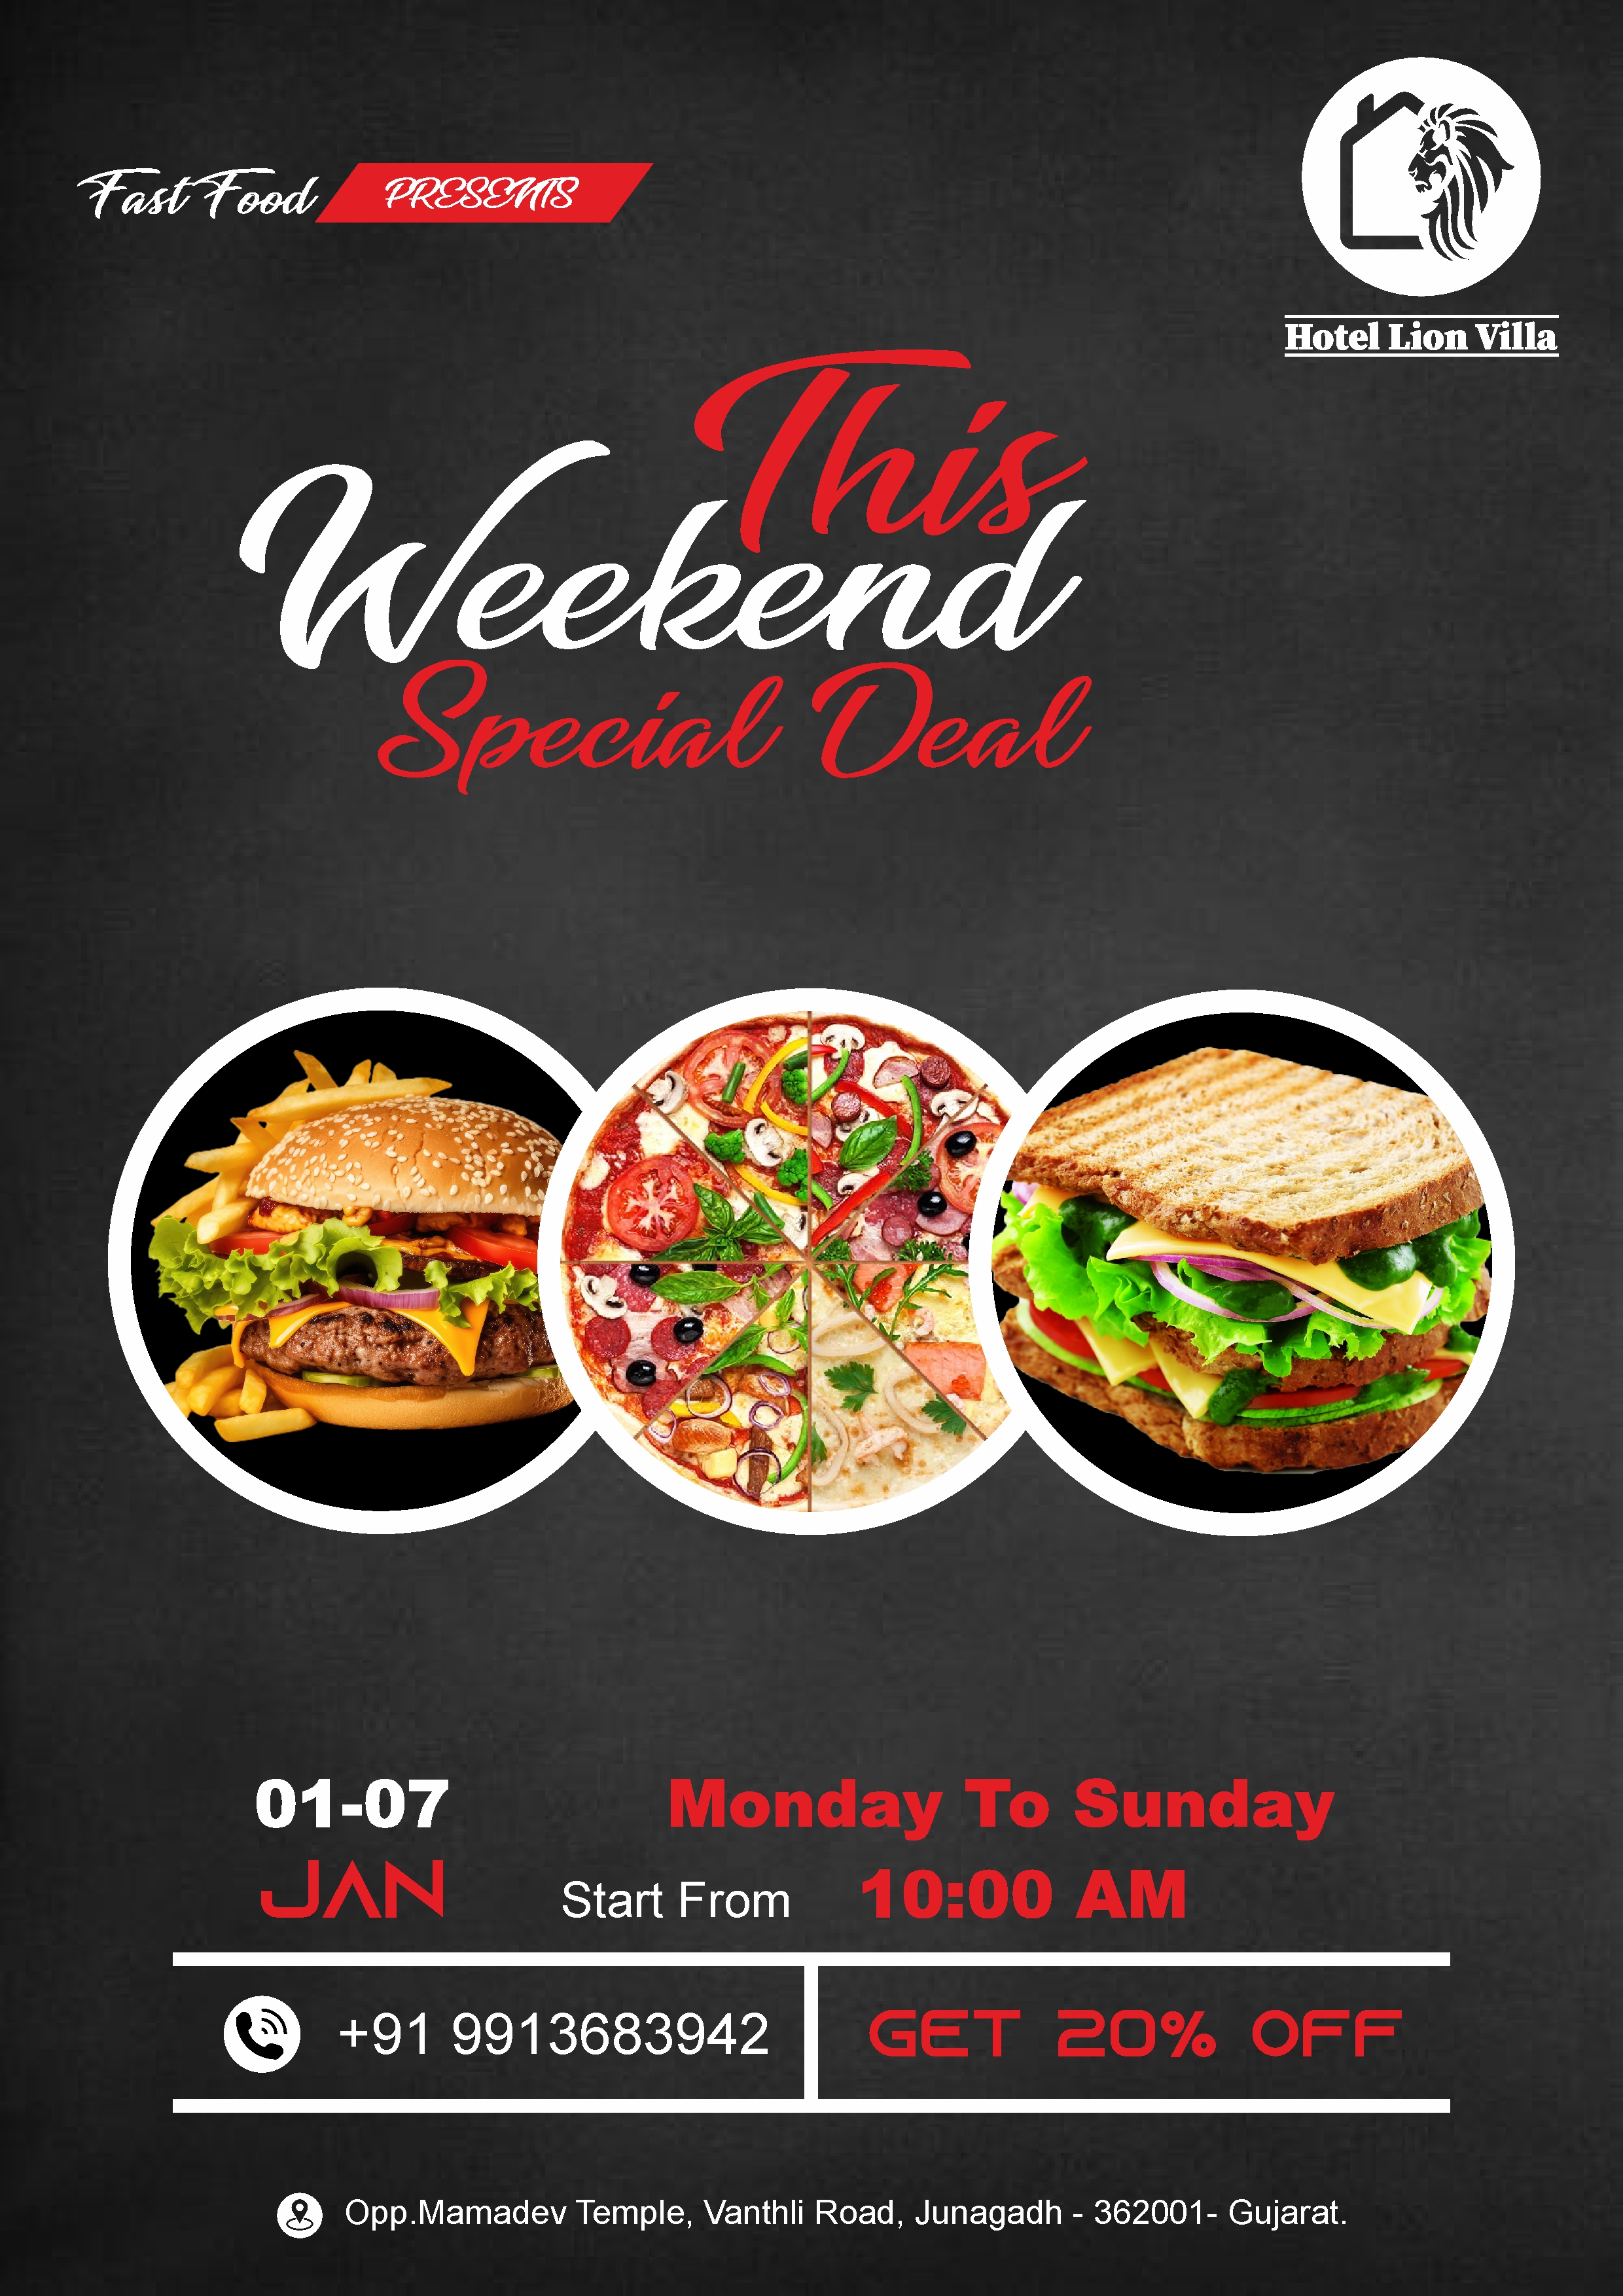 Fast Food PRESENTS
Hotel Lion Villa
This
Weekend
Special Deal
01-07 Monday To Sunday
JAN Start From 10:00 AM
+91 9913683942 GET 20% OFF
Opp.Mamadev Temple, Vanthli Road, Junagadh - 362001- Gujarat.